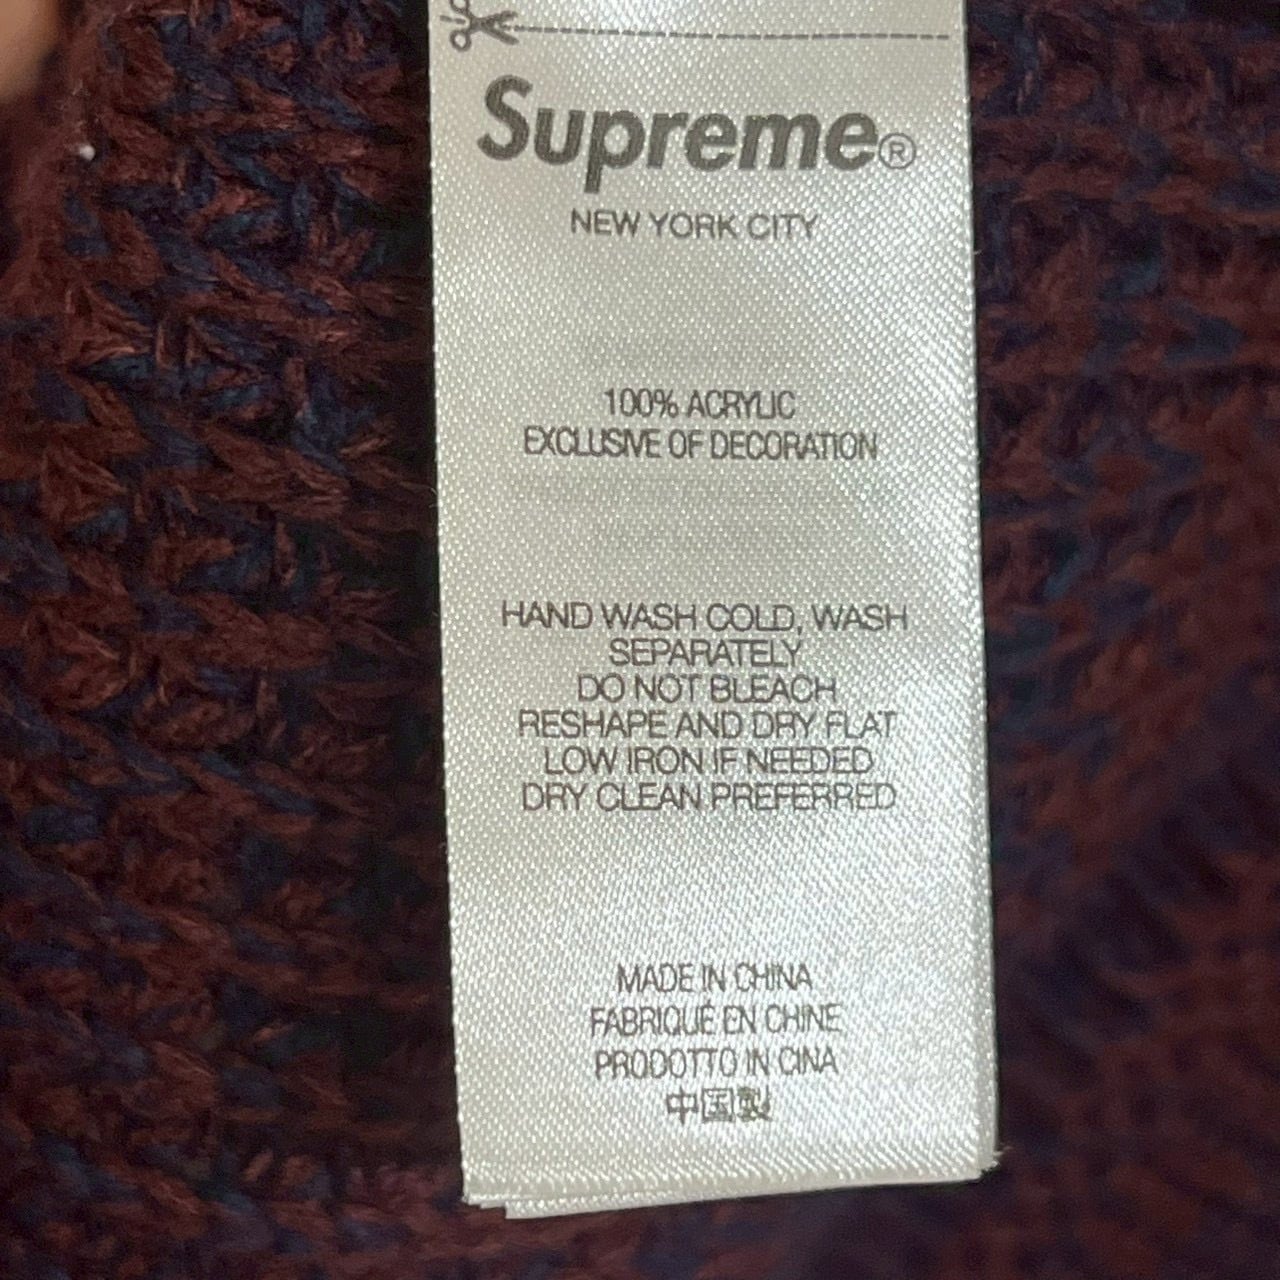 Supreme®
NEW YORK CITY
100% ACRYLIC
EXCLUSIVE OF DECORATION
HAND WASH COLD, WASH
SEPARATELY
DO NOT BLEACH
RESHAPE AND DRY FLAT
LOW IRON IF NEEDED
DRY CLEAN PREFERRED
MADE IN CHINA
FABRIQUÉ EN CHINE
PRODOTTO IN CINA
中国製